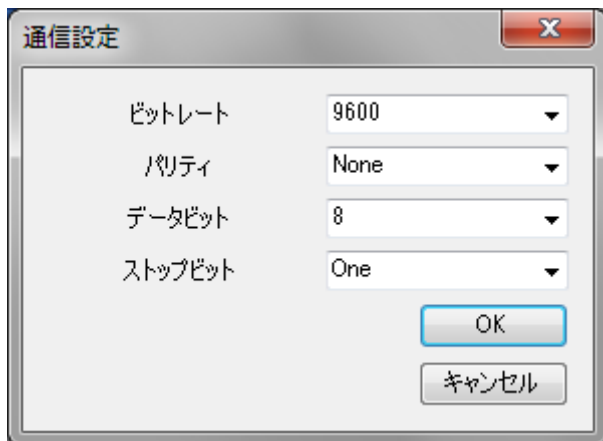 通信設定
ビットレート 9600
パリティ None
データビット 8
ストップビット One
OK
キャンセル